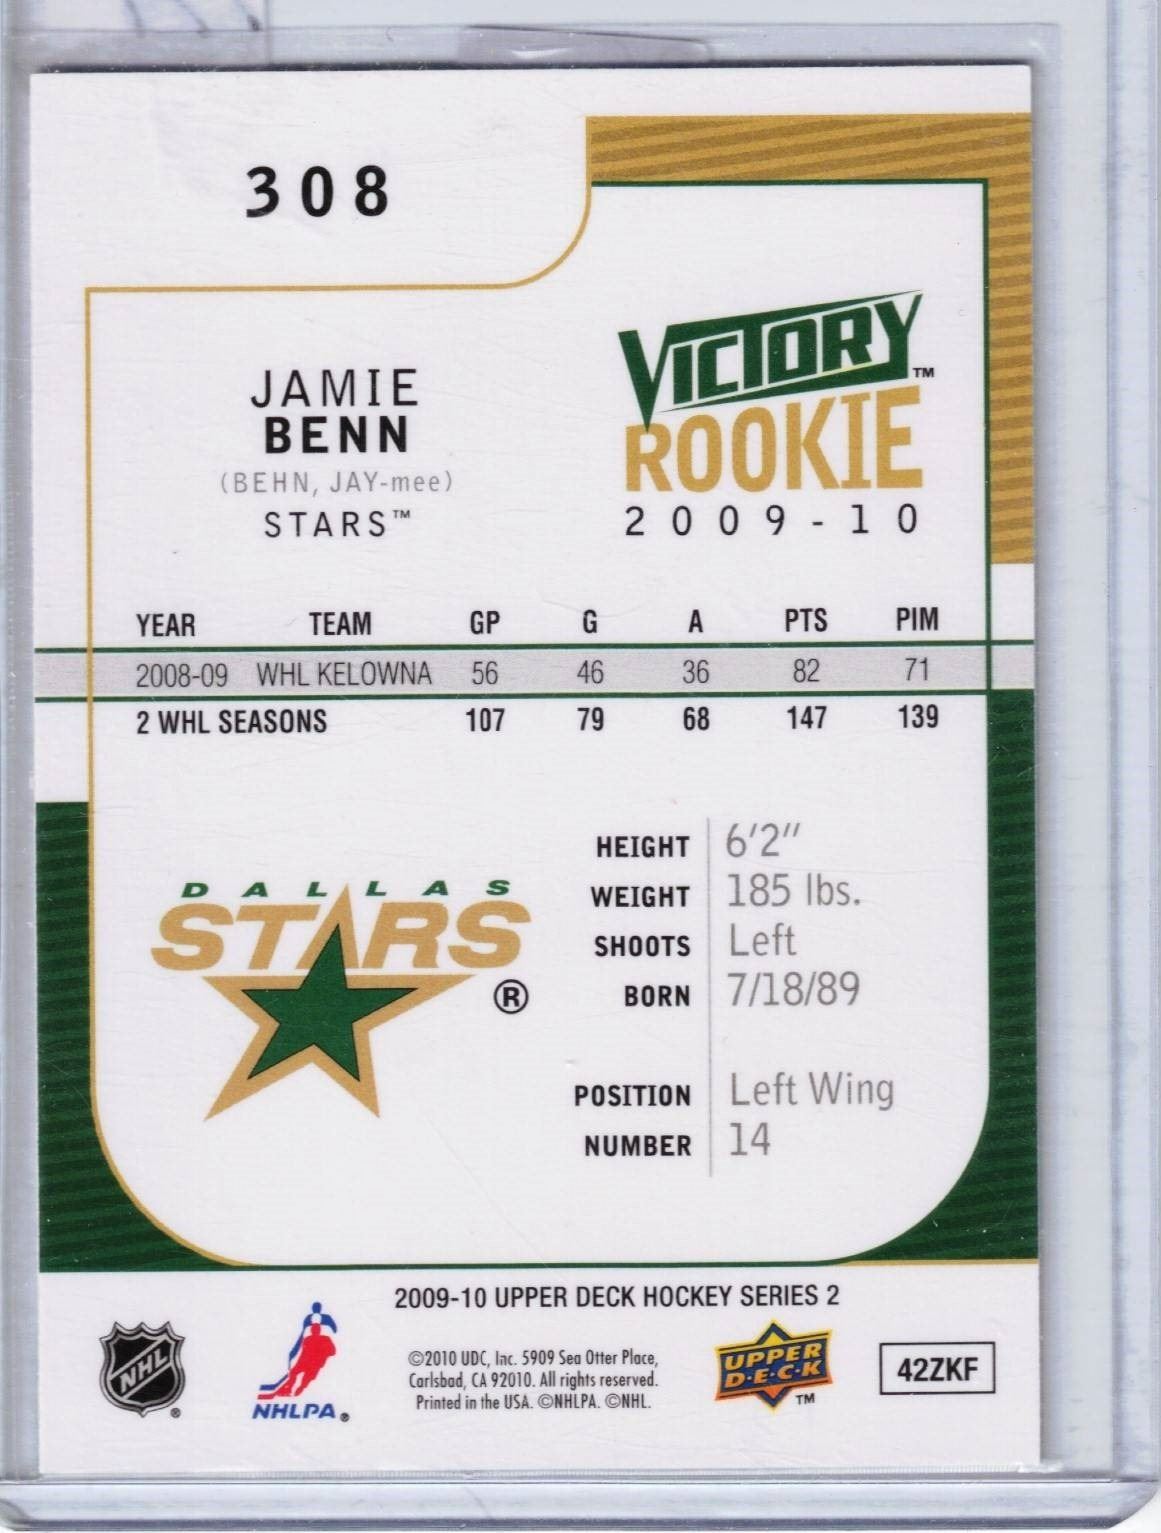 308
VICTORY™
ROOKIE
2009-10
JAMIE
BENN
(BEHN, JAY-mee)
STARS™
YEAR TEAM GP G A PTS PIM
2008-09 WHL KELOWNA 56 46 36 82 71
2 WHL SEASONS 107 79 68 147 139
DALLAS
STARS
®
HEIGHT 6'2"
WEIGHT 185 lbs.
SHOOTS Left
BORN 7/18/89
POSITION Left Wing
NUMBER 14
2009-10 UPPER DECK HOCKEY SERIES 2
NHL ®
NHLPA ®
©2010 UDC, Inc. 5909 Sea Otter Place,
Carlsbad, CA 92010. All rights reserved.
Printed in the USA. ©NHLPA. ©NHL.
UPPER
D·E·C·K
™
42ZKF